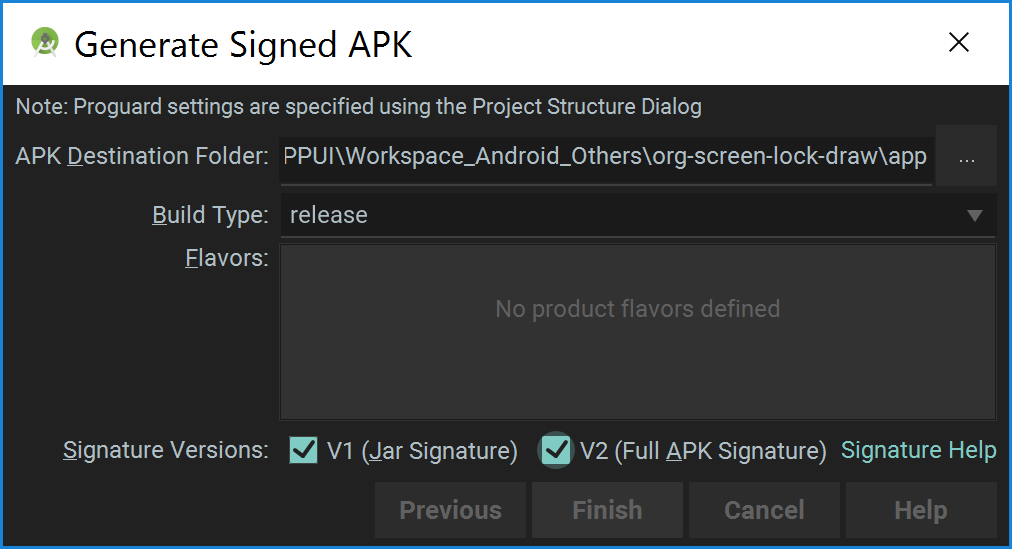 Generate Signed APK
Note: Proguard settings are specified using the Project Structure Dialog
APK Destination Folder: PPUI\Workspace_Android_Others\org-screen-lock-draw\app ...
Build Type: release
Flavors:
No product flavors defined
Signature Versions: V1 (Jar Signature) V2 (Full APK Signature) Signature Help
Previous Finish Cancel Help